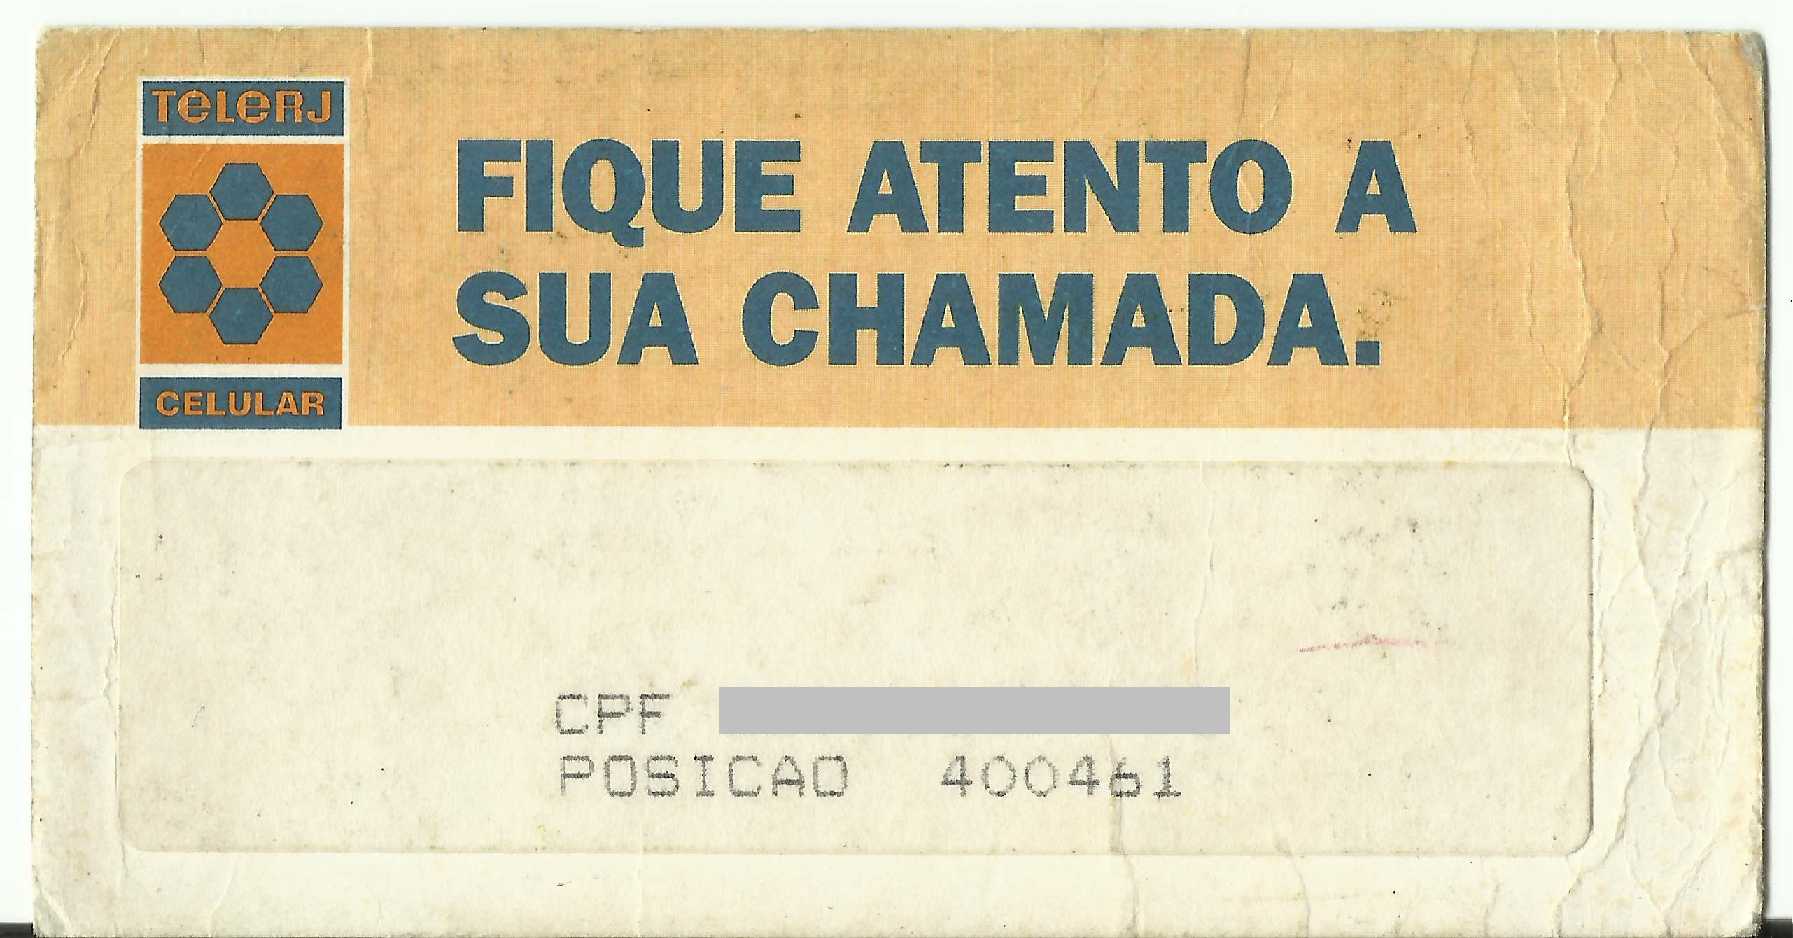 TELERJ
CELULAR
FIQUE ATENTO A
SUA CHAMADA.
CPF
POSICAO 400461